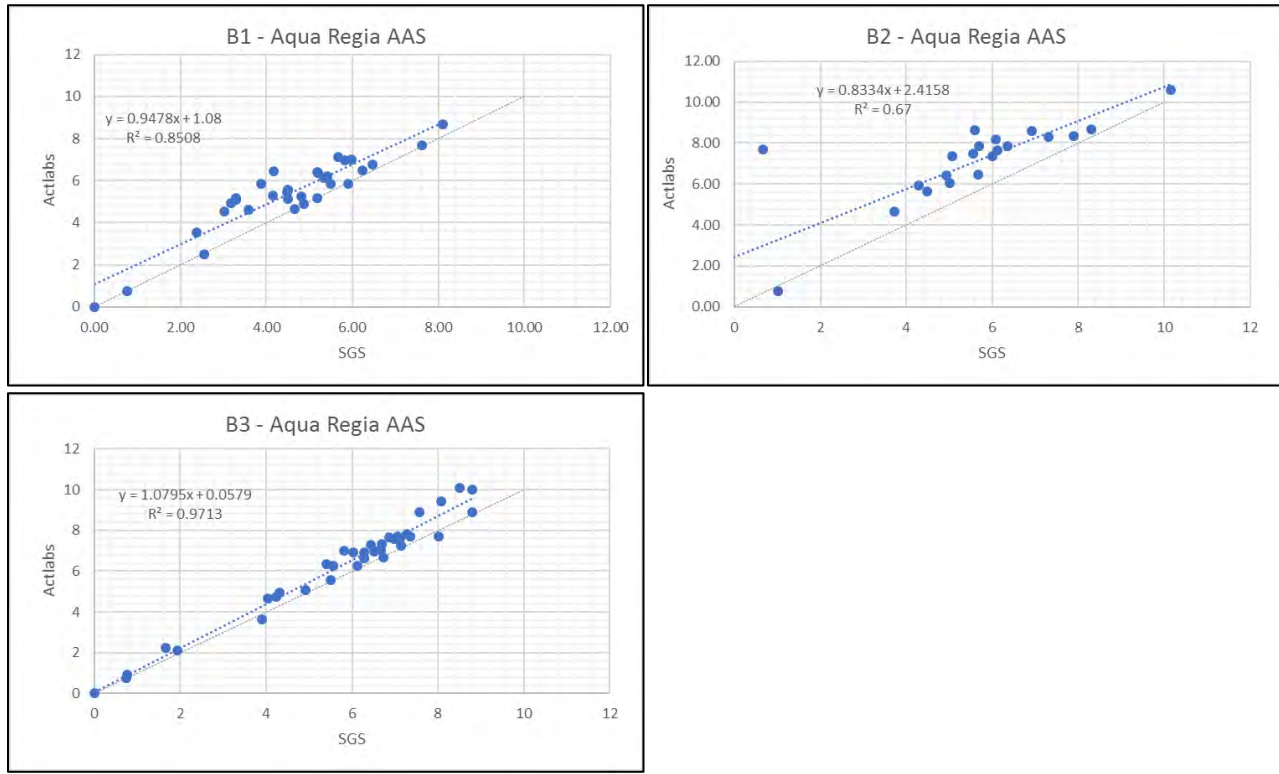 B1 - Aqua Regia AAS
12
10
8
6
4
2
0
y = 0.9478x + 1.08
R² = 0.8508
Actlabs
0.00 2.00 4.00 6.00 8.00 10.00 12.00
SGS
B2 - Aqua Regia AAS
12.00
10.00
8.00
6.00
4.00
2.00
0.00
y = 0.8334x + 2.4158
R² = 0.67
Actlabs
0 2 4 6 8 10 12
SGS
B3 - Aqua Regia AAS
12
10
8
6
4
2
0
y = 1.0795x + 0.0579
R² = 0.9713
Actlabs
0 2 4 6 8 10 12
SGS